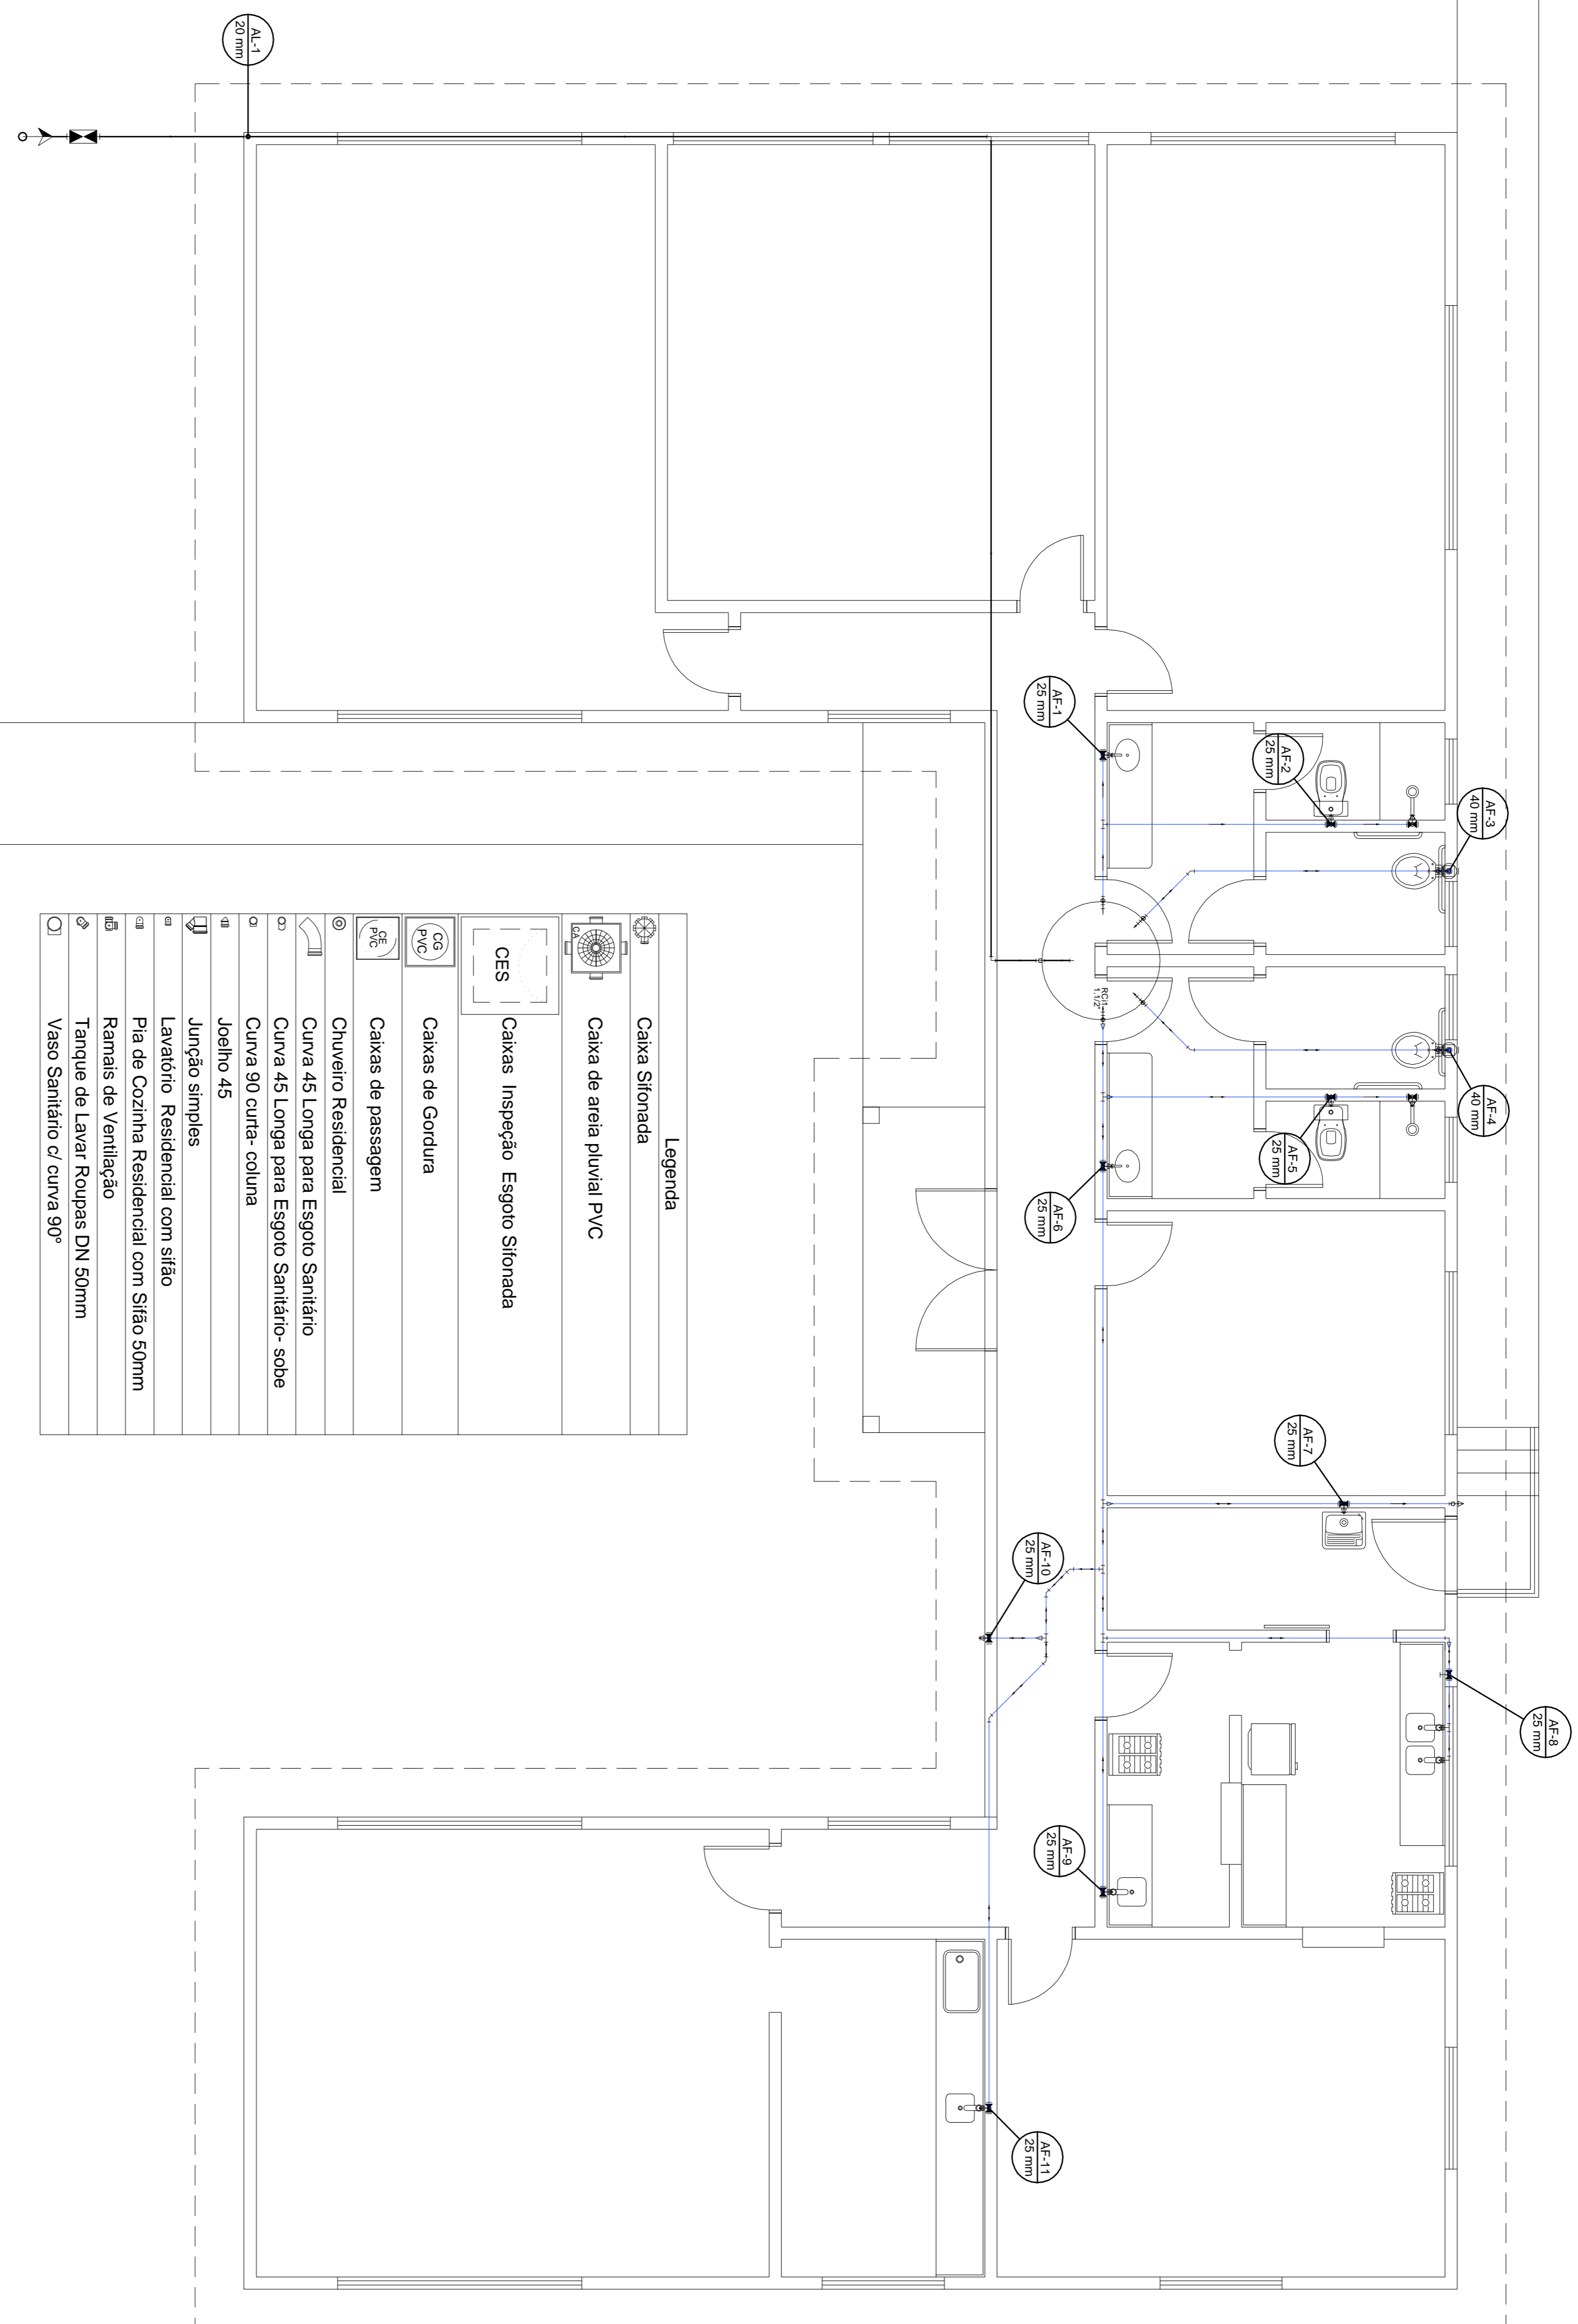 AL-1
20 mm
AF-1
25 mm
AF-2
25 mm
AF-3
40 mm
AF-4
40 mm
AF-5
25 mm
AF-6
25 mm
AF-7
25 mm
AF-8
25 mm
AF-9
25 mm
AF-10
25 mm
AF-11
25 mm
RCi1
1.1/2"
Legenda
Caixa Sifonada
CA
Caixa de areia pluvial PVC
CES
Caixas Inspeção Esgoto Sifonada
CG
PVC
Caixas de Gordura
CE
PVC
Caixas de passagem
Chuveiro Residencial
Curva 45 Longa para Esgoto Sanitário
Curva 45 Longa para Esgoto Sanitário- sobe
Curva 90 curta- coluna
Joelho 45
Junção simples
Lavatório Residencial com sifão
Pia de Cozinha Residencial com Sifão 50mm
Ramais de Ventilação
Tanque de Lavar Roupas DN 50mm
Vaso Sanitário c/ curva 90°